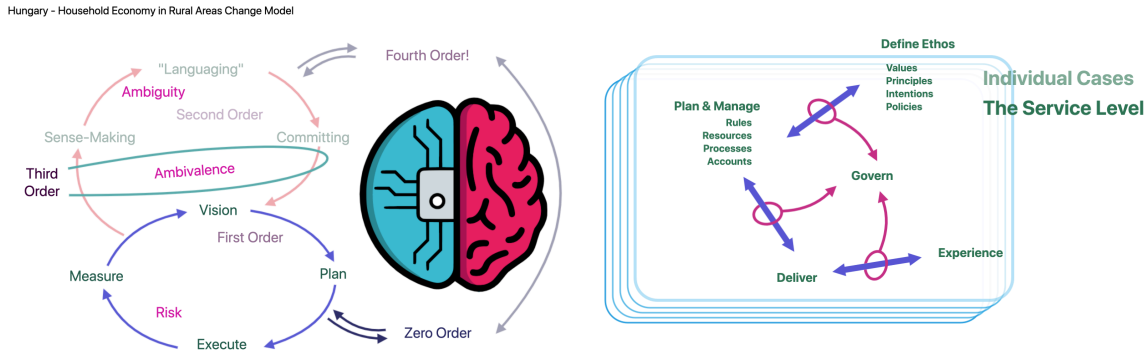 Hungary - Household Economy in Rural Areas Change Model
"Languaging"
Ambiguity
Second Order
Sense-Making
Committing
Third
Order
Ambivalence
Vision
First Order
Measure
Plan
Risk
Execute
Fourth Order!
Zero Order
Define Ethos
Values
Principles
Intentions
Policies
Individual Cases
The Service Level
Plan & Manage
Rules
Resources
Processes
Accounts
Govern
Experience
Deliver